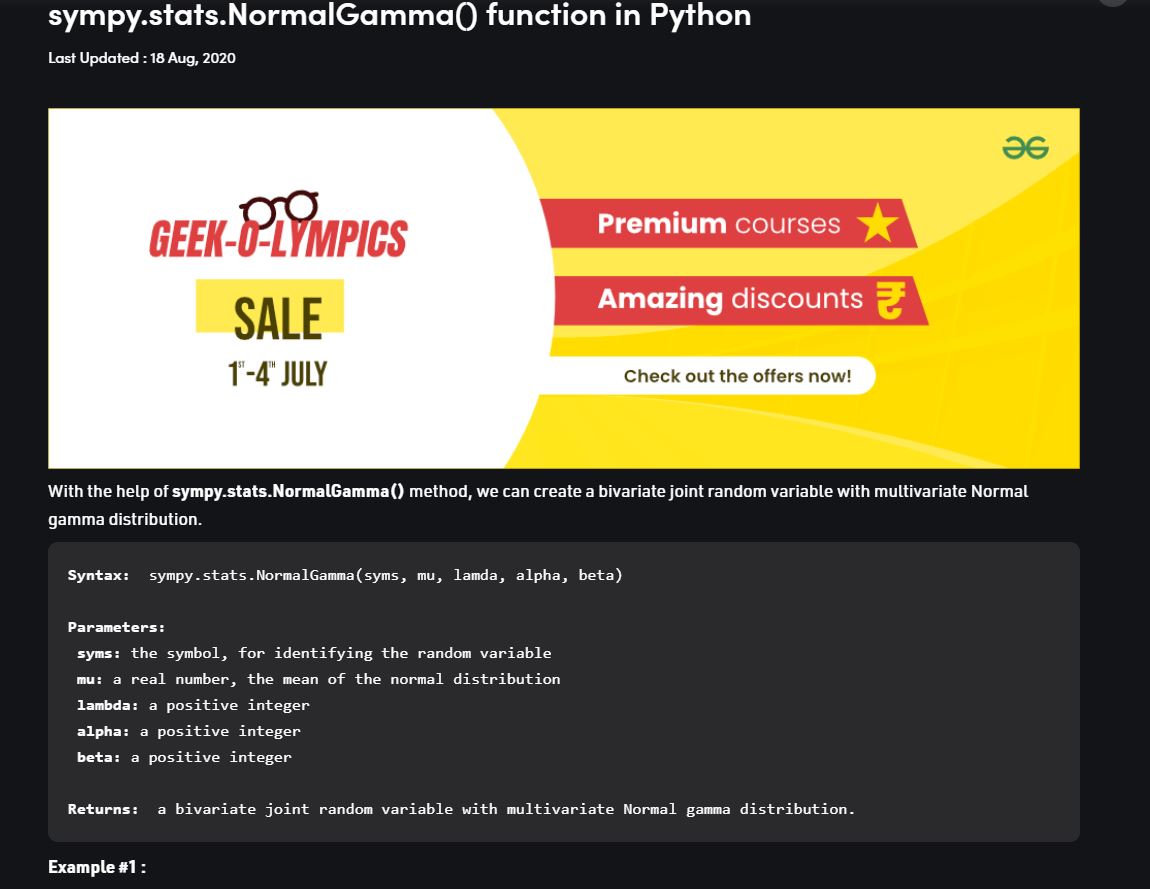 sympy.stats.NormalGamma() function in Python
Last Updated : 18 Aug, 2020
GEEK-O-LYMPICS
SALE
1ST-4TH JULY
Premium courses
Amazing discounts ₹
Check out the offers now!
With the help of sympy.stats.NormalGamma() method, we can create a bivariate joint random variable with multivariate Normal
gamma distribution.
Syntax: sympy.stats.NormalGamma(syms, mu, lamda, alpha, beta)
Parameters:
syms: the symbol, for identifying the random variable
mu: a real number, the mean of the normal distribution
lambda: a positive integer
alpha: a positive integer
beta: a positive integer
Returns: a bivariate joint random variable with multivariate Normal gamma distribution.
Example #1 :